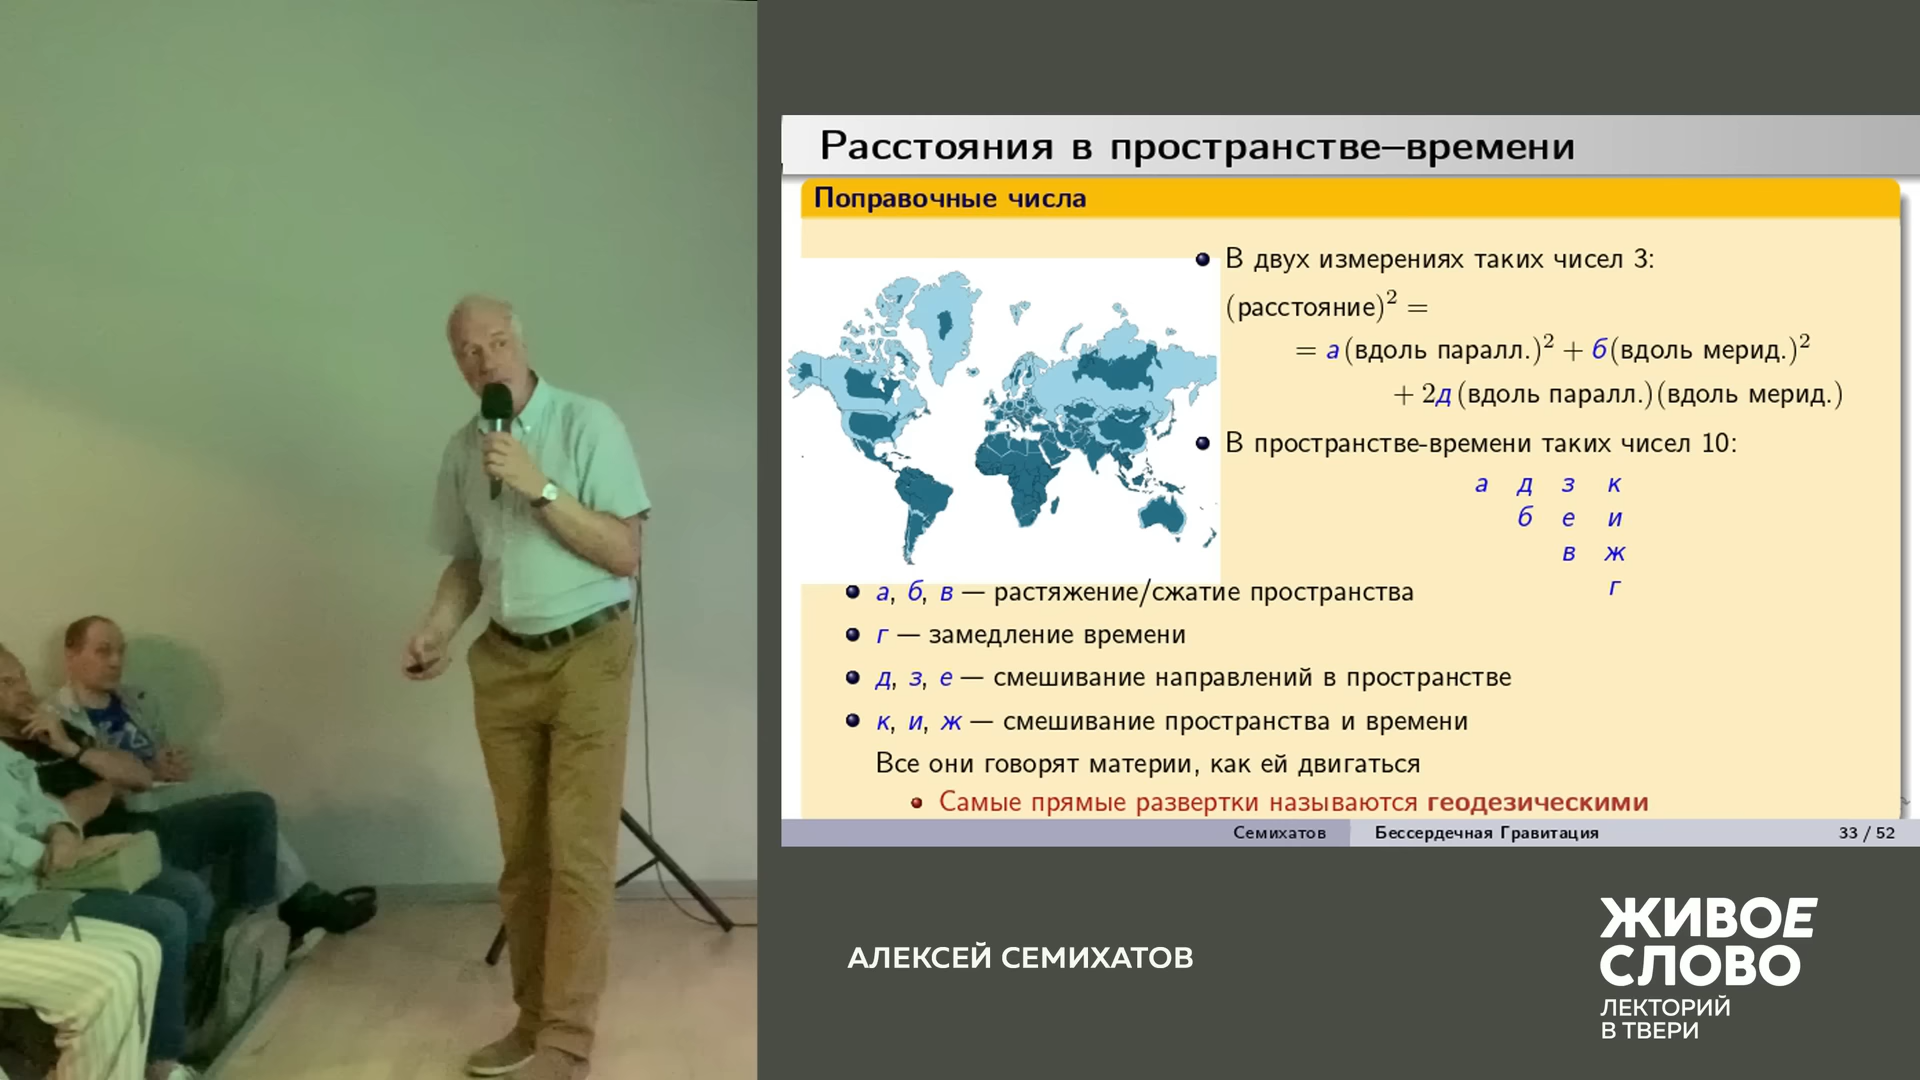 Расстояния в пространстве–времени
Поправочные числа
В двух измерениях таких чисел 3:
(расстояние)² =
= а(вдоль паралл.)² + б(вдоль мерид.)²
+ 2д(вдоль паралл.)(вдоль мерид.)
В пространстве-времени таких чисел 10:
а д з к
б е и
в ж
г
а, б, в — растяжение/сжатие пространства
г — замедление времени
д, з, е — смешивание направлений в пространстве
к, и, ж — смешивание пространства и времени
Все они говорят материи, как ей двигаться
Самые прямые развертки называются геодезическими
Семихатов Бессердечная Гравитация 33 / 52
АЛЕКСЕЙ СЕМИХАТОВ
ЖИВОЕ
СЛОВО
ЛЕКТОРИЙ
В ТВЕРИ